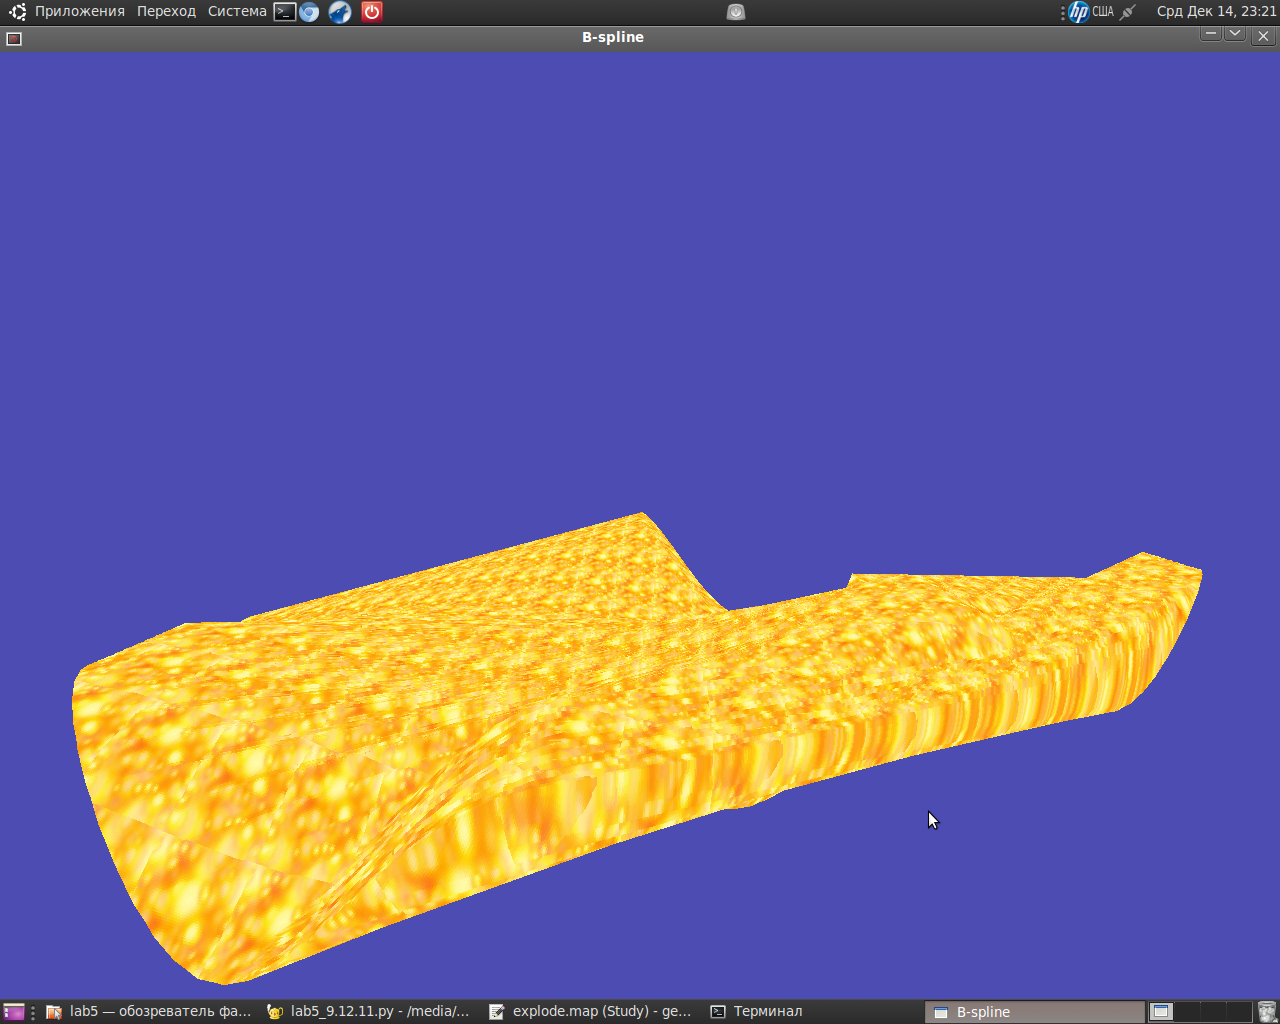 Приложения Переход Система >_ hp США Срд Дек 14, 23:21
B-spline
lab5 — обозреватель фа... lab5_9.12.11.py - /media/... explode.map (Study) - ge... Терминал B-spline